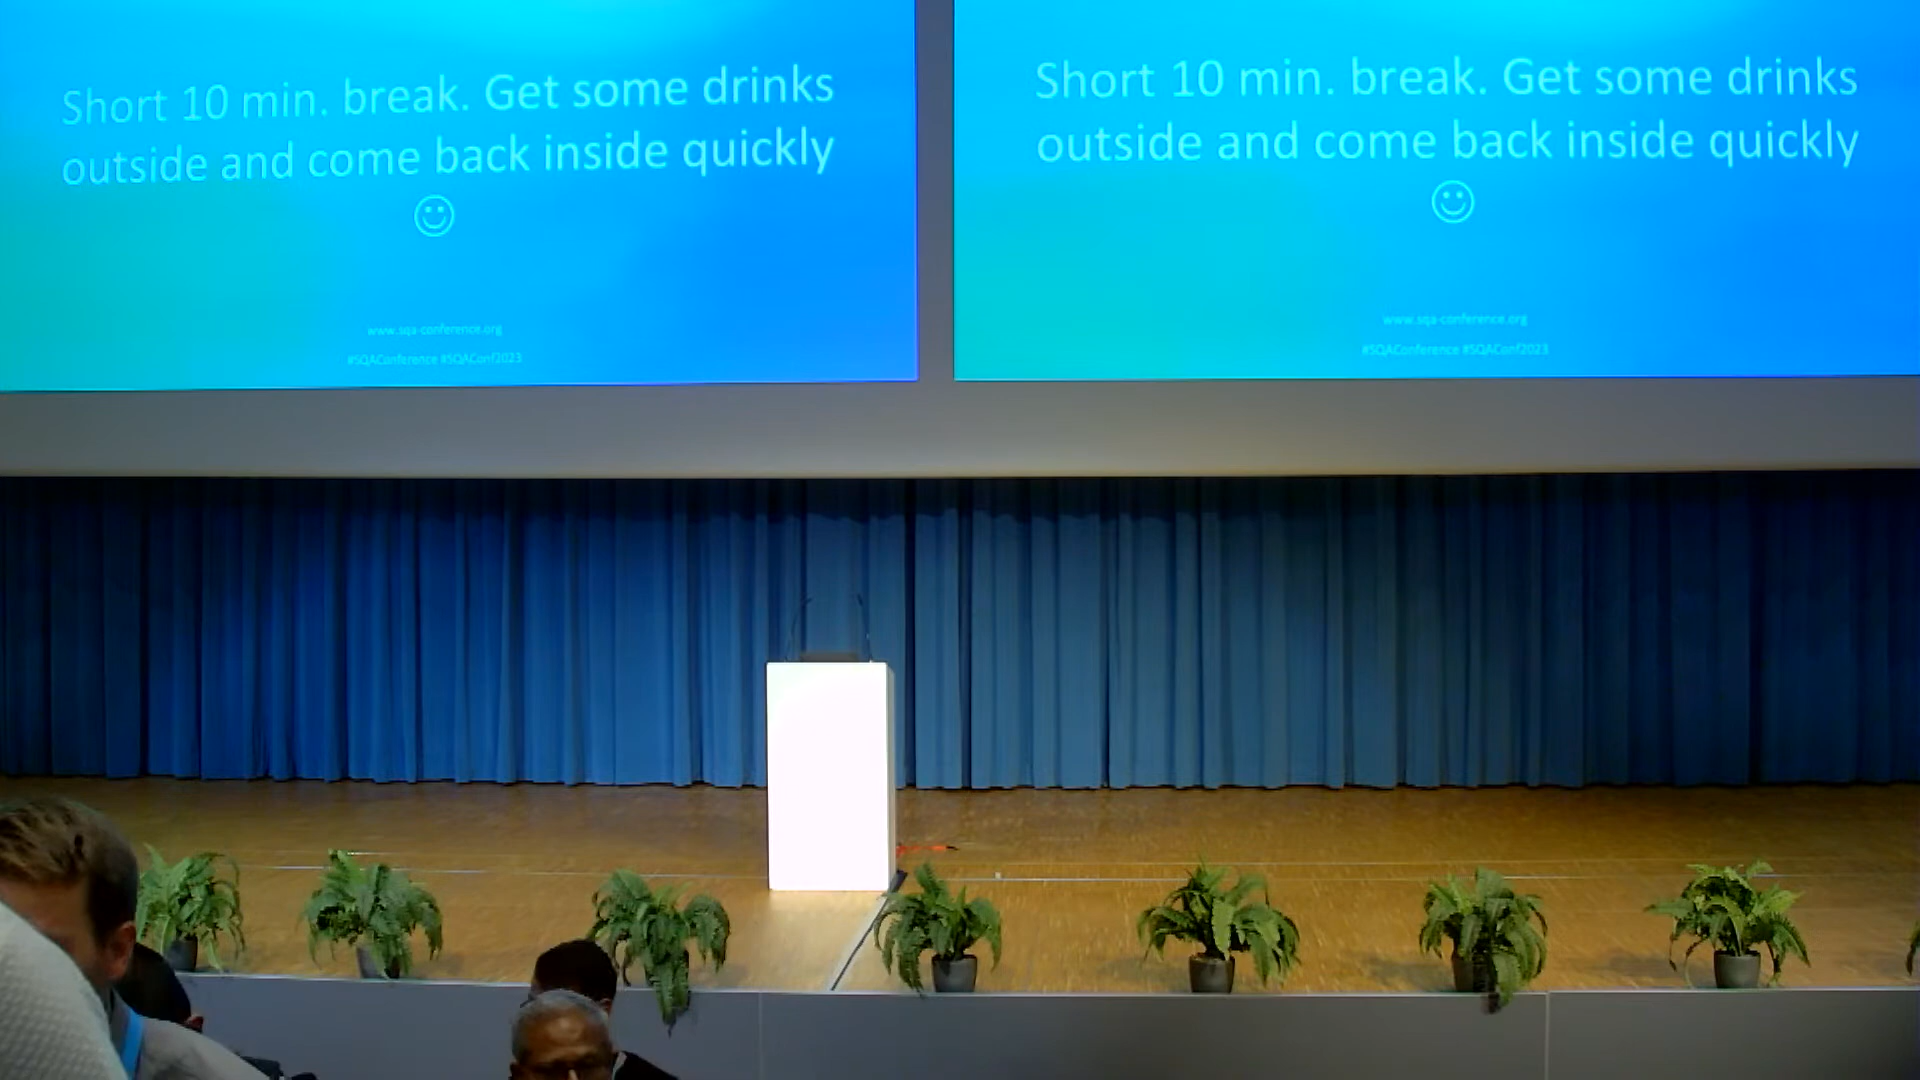 Short 10 min. break. Get some drinks
outside and come back inside quickly
☺
www.sqa-conference.org
#SQAConference #SQAConf2023
Short 10 min. break. Get some drinks
outside and come back inside quickly
☺
www.sqa-conference.org
#SQAConference #SQAConf2023